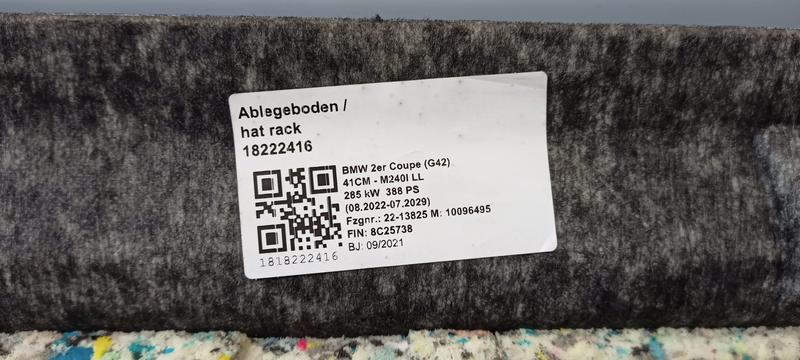 Ablegeboden /
hat rack
18222416
BMW 2er Coupe (G42)
41CM - M240I LL
285 kW 388 PS
(08.2022-07.2029)
Fzgnr.: 22-13825 M: 10096495
FIN: 8C25738
BJ: 09/2021
1818222416